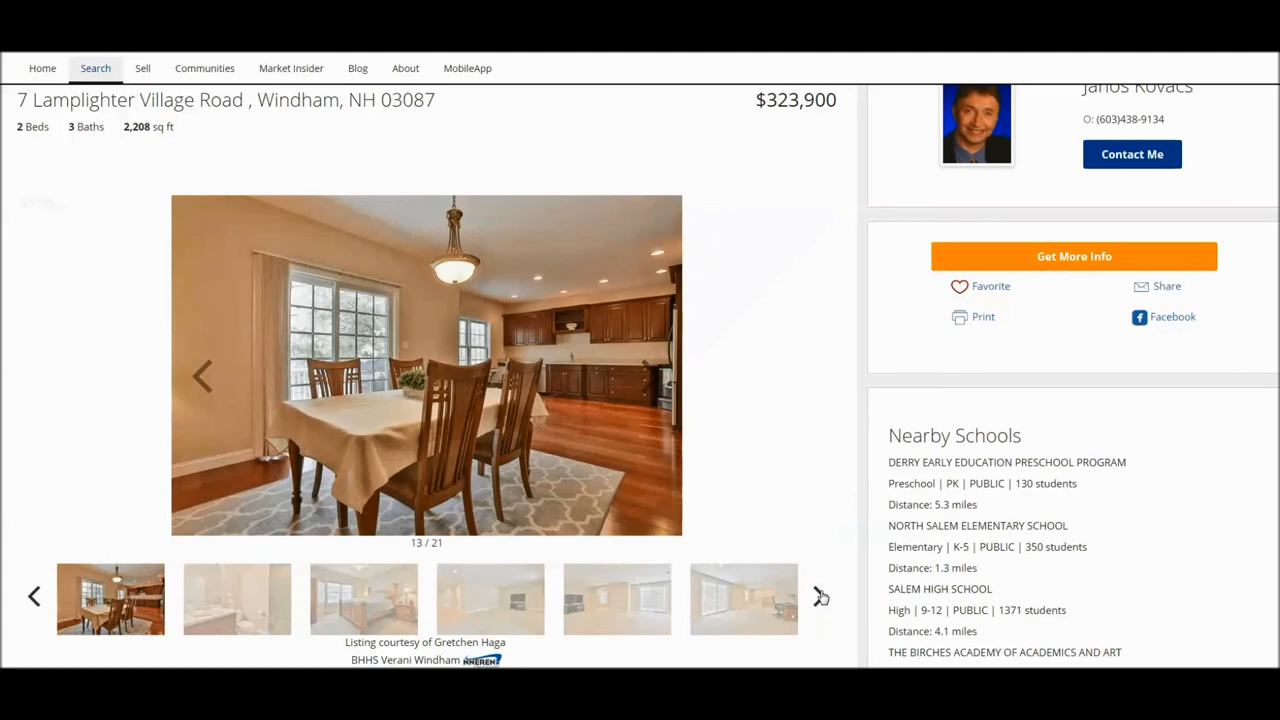 Home Search Sell Communities Market Insider Blog About MobileApp
7 Lamplighter Village Road , Windham, NH 03087
$323,900
2 Beds 3 Baths 2,208 sq ft
Janos Kovacs
O: (603)438-9134
Contact Me
Get More Info
Favorite Share
Print Facebook
13 / 21
Listing courtesy of Gretchen Haga
BHHS Verani Windham NNEREN
Nearby Schools
DERRY EARLY EDUCATION PRESCHOOL PROGRAM
Preschool | PK | PUBLIC | 130 students
Distance: 5.3 miles
NORTH SALEM ELEMENTARY SCHOOL
Elementary | K-5 | PUBLIC | 350 students
Distance: 1.3 miles
SALEM HIGH SCHOOL
High | 9-12 | PUBLIC | 1371 students
Distance: 4.1 miles
THE BIRCHES ACADEMY OF ACADEMICS AND ART